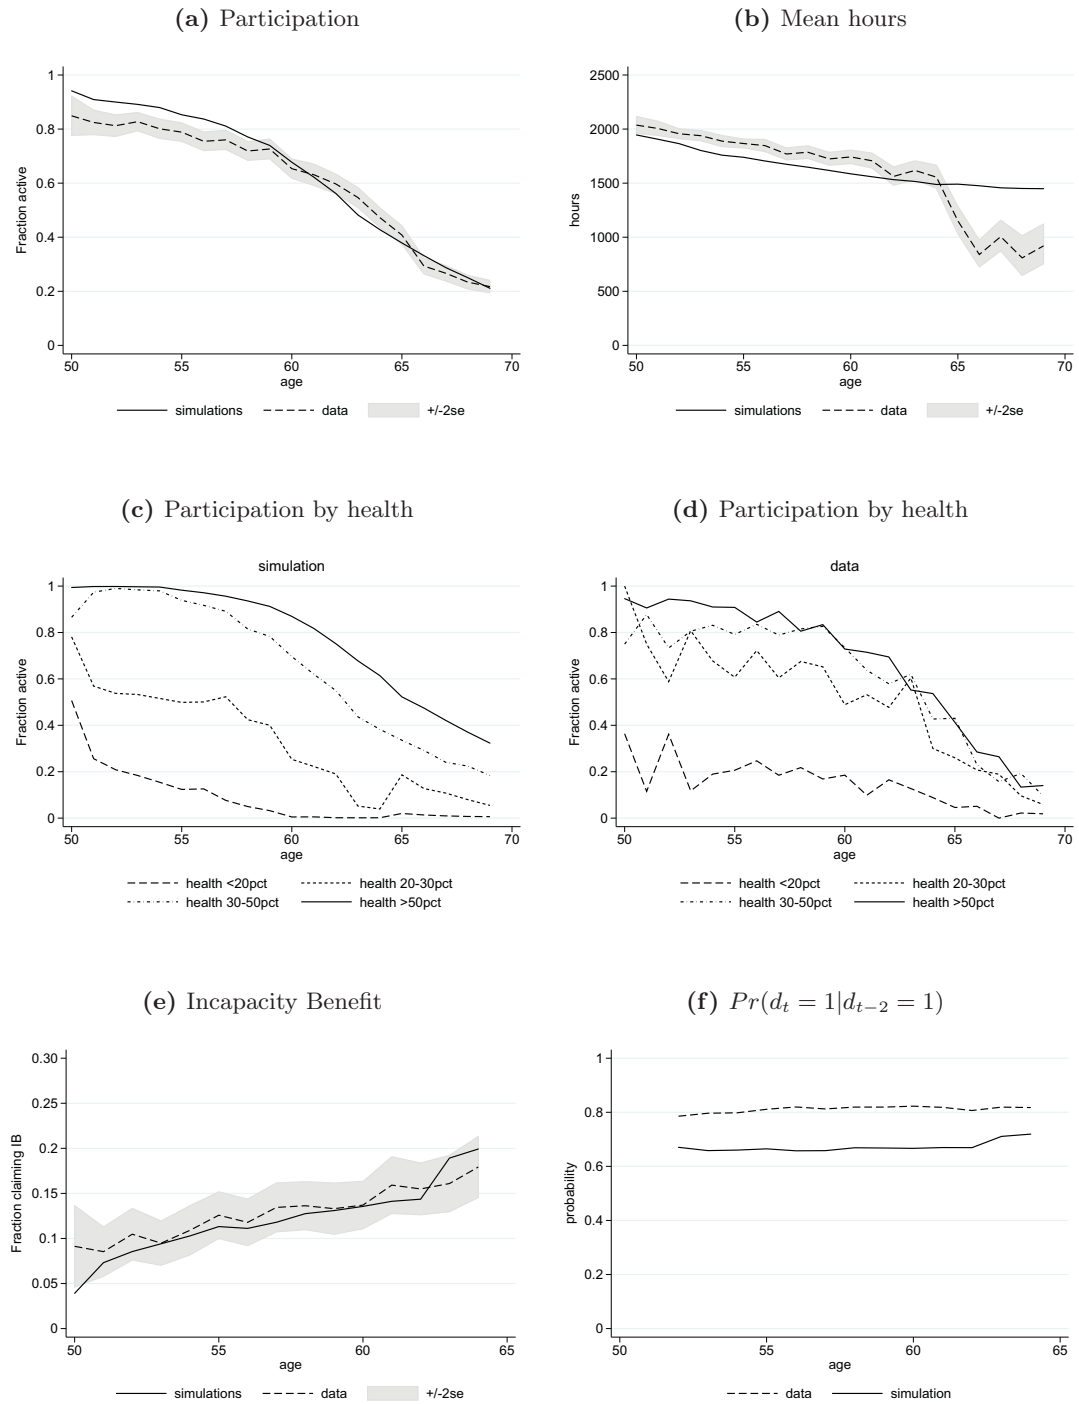 (a) Participation
1
0.8
0.6
0.4
0.2
0
Fraction active
50 55 60 65 70
age
simulations data +/-2se
(b) Mean hours
2500
2000
1500
1000
500
0
hours
50 55 60 65 70
age
simulations data +/-2se
(c) Participation by health
simulation
1
0.8
0.6
0.4
0.2
0
Fraction active
50 55 60 65 70
age
health <20pct health 20-30pct
health 30-50pct health >50pct
(d) Participation by health
data
1
0.8
0.6
0.4
0.2
0
Fraction active
50 55 60 65 70
age
health <20pct health 20-30pct
health 30-50pct health >50pct
(e) Incapacity Benefit
0.30
0.25
0.2
0.15
0.1
0.05
0
Fraction claiming IB
50 55 60 65
age
simulations data +/-2se
(f) Pr(d_t = 1|d_{t−2} = 1)
1
0.8
0.6
0.4
0.2
0
probability
50 55 60 65
age
data simulation